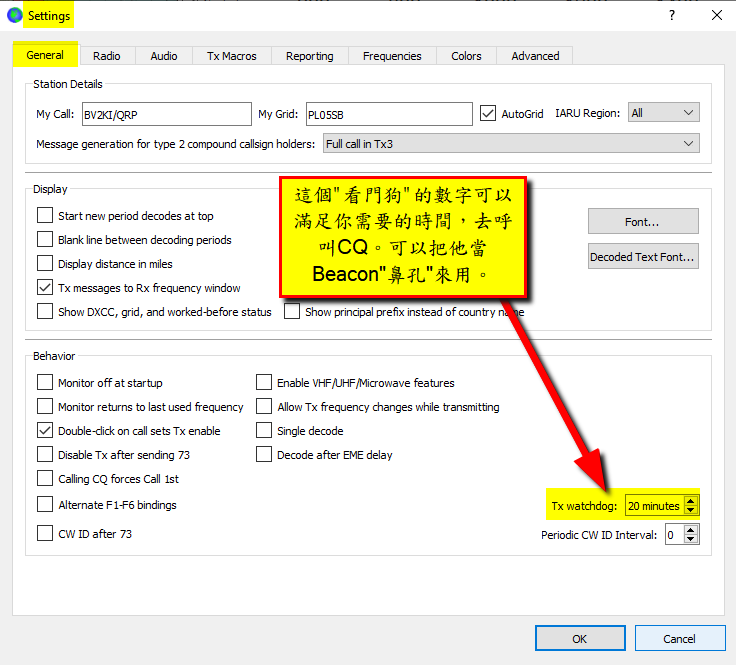 Settings
?
General
Radio
Audio
Tx Macros
Reporting
Frequencies
Colors
Advanced
Station Details
My Call: BV2KI/QRP My Grid: PL05SB AutoGrid IARU Region: All
Message generation for type 2 compound callsign holders: Full call in Tx3
Display
Start new period decodes at top
Blank line between decoding periods
Display distance in miles
Tx messages to Rx frequency window
Show DXCC, grid, and worked-before status
Show principal prefix instead of country name
這個"看門狗"的數字可以
滿足你需要的時間，去呼
叫CQ。可以把他當
Beacon"鼻孔"來用。
Font...
Decoded Text Font...
Behavior
Monitor off at startup
Enable VHF/UHF/Microwave features
Monitor returns to last used frequency
Allow Tx frequency changes while transmitting
Double-click on call sets Tx enable
Single decode
Disable Tx after sending 73
Decode after EME delay
Calling CQ forces Call 1st
Alternate F1-F6 bindings
Tx watchdog: 20 minutes
CW ID after 73
Periodic CW ID Interval: 0
OK
Cancel